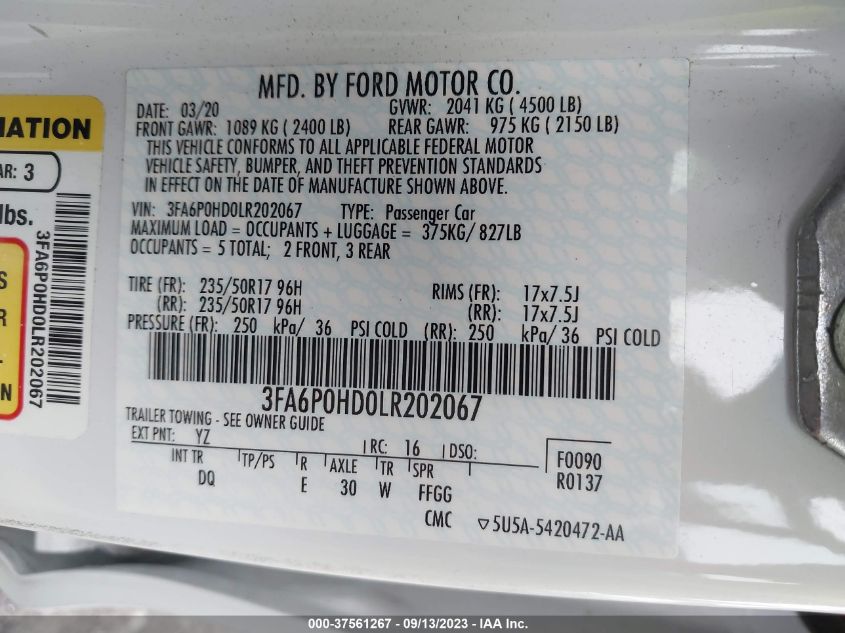 MFD. BY FORD MOTOR CO.
DATE: 03/20 GVWR: 2041 KG ( 4500 LB)
FRONT GAWR: 1089 KG ( 2400 LB) REAR GAWR: 975 KG ( 2150 LB)
THIS VEHICLE CONFORMS TO ALL APPLICABLE FEDERAL MOTOR
VEHICLE SAFETY, BUMPER, AND THEFT PREVENTION STANDARDS
IN EFFECT ON THE DATE OF MANUFACTURE SHOWN ABOVE.
VIN: 3FA6P0HD0LR202067 TYPE: Passenger Car
MAXIMUM LOAD = OCCUPANTS + LUGGAGE = 375KG/ 827LB
OCCUPANTS = 5 TOTAL; 2 FRONT, 3 REAR
TIRE (FR): 235/50R17 96H RIMS (FR): 17x7.5J
(RR): 235/50R17 96H (RR): 17x7.5J
PRESSURE (FR): 250 kPa/ 36 PSI COLD (RR): 250 kPa/ 36 PSI COLD
3FA6P0HD0LR202067
TRAILER TOWING - SEE OWNER GUIDE
EXT PNT: YZ RC: 16 DSO: F0090
INT TR TP/PS R AXLE TR SPR R0137
DQ E 30 W FFGG
CMC ▽5U5A-5420472-AA
AR: 3
lbs.
3FA6P0HD0LR202067
000-37561267 - 09/13/2023 - IAA Inc.